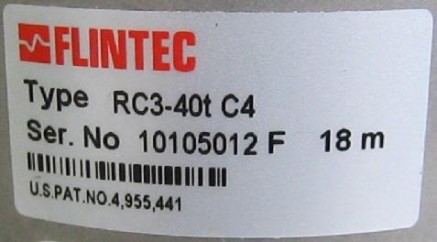 FLINTEC
Type RC3-40t C4
Ser. No 10105012 F 18 m
U.S.PAT.NO.4,955,441